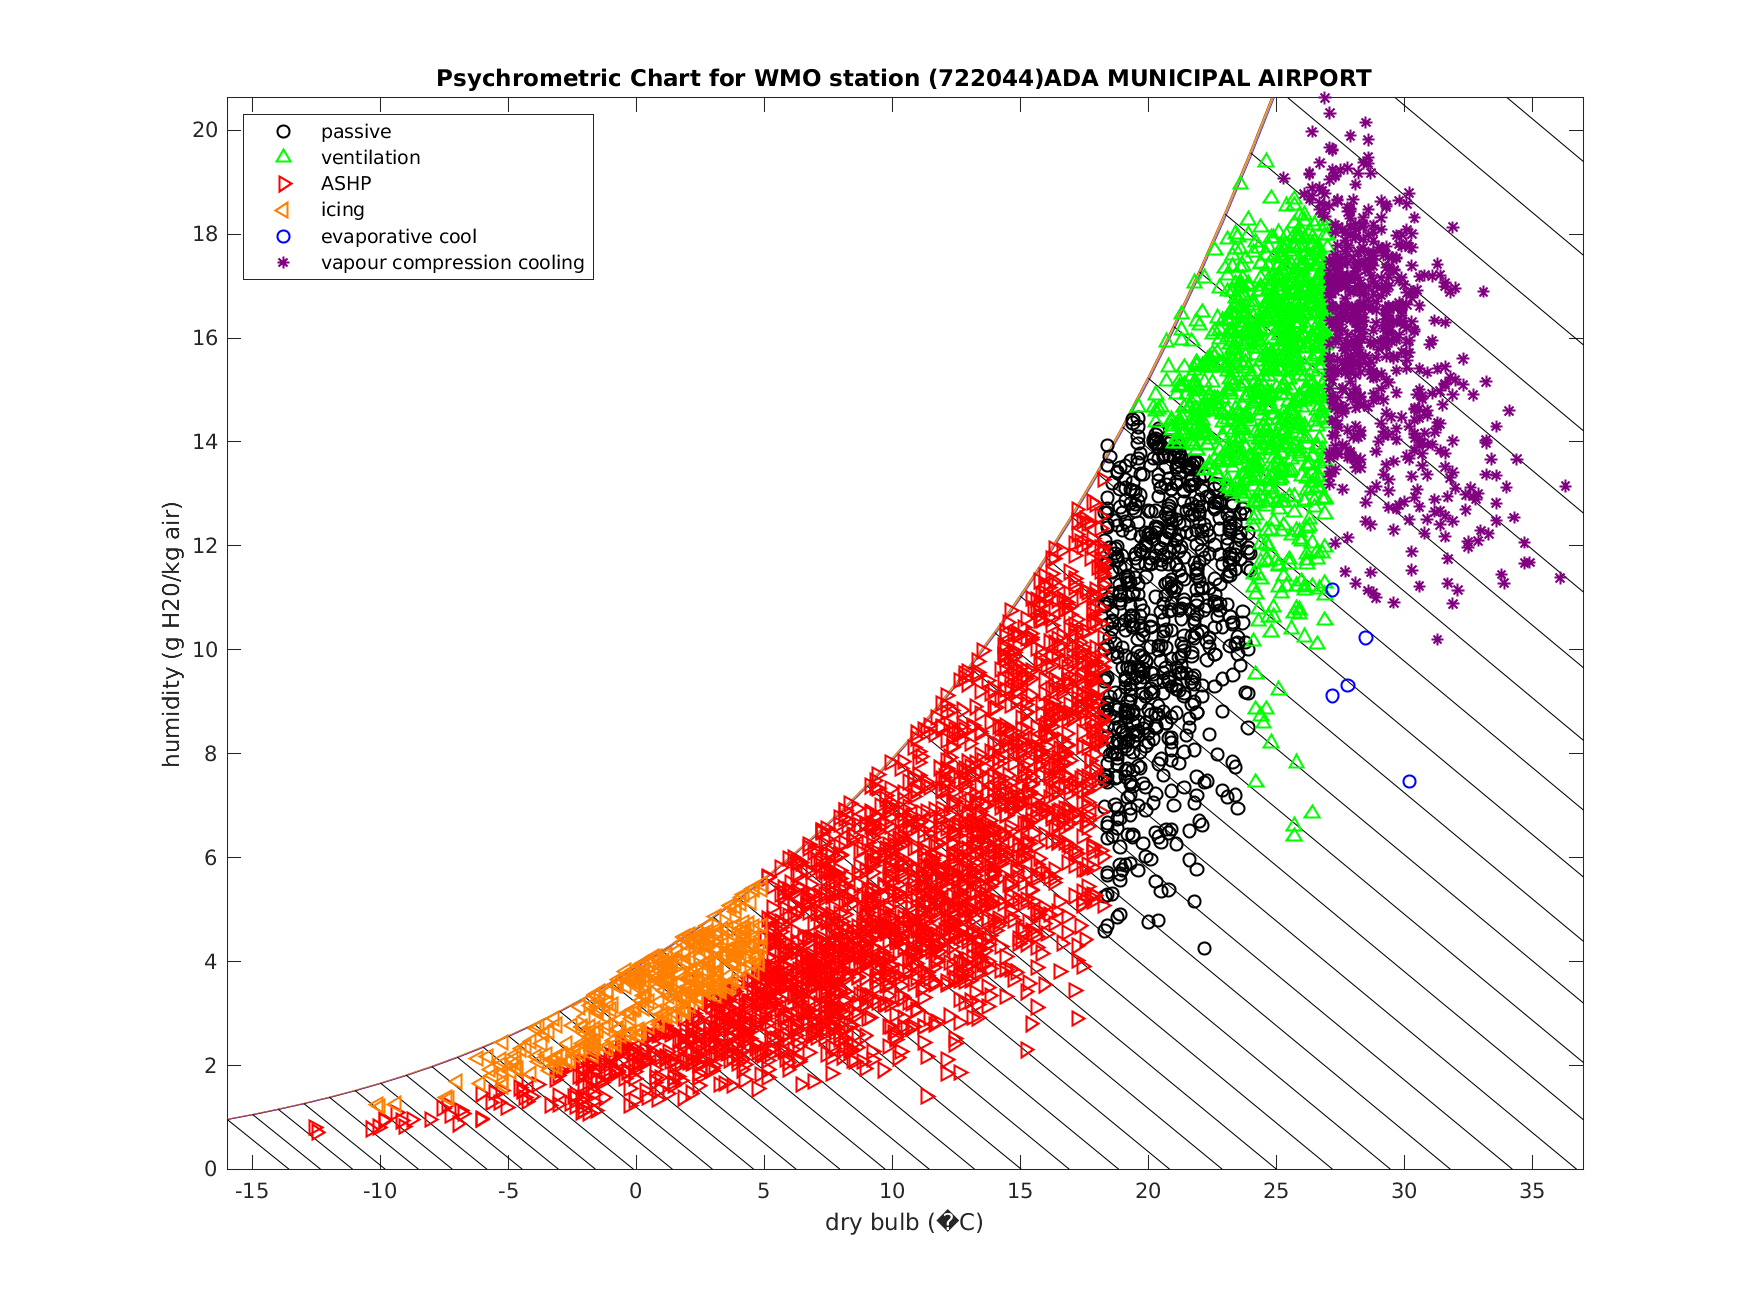 Psychrometric Chart for WMO station (722044)ADA MUNICIPAL AIRPORT
passive
ventilation
ASHP
icing
evaporative cool
vapour compression cooling
humidity (g H20/kg air)
20
18
16
14
12
10
8
6
4
2
0
-15 -10 -5 0 5 10 15 20 25 30 35
dry bulb (�C)